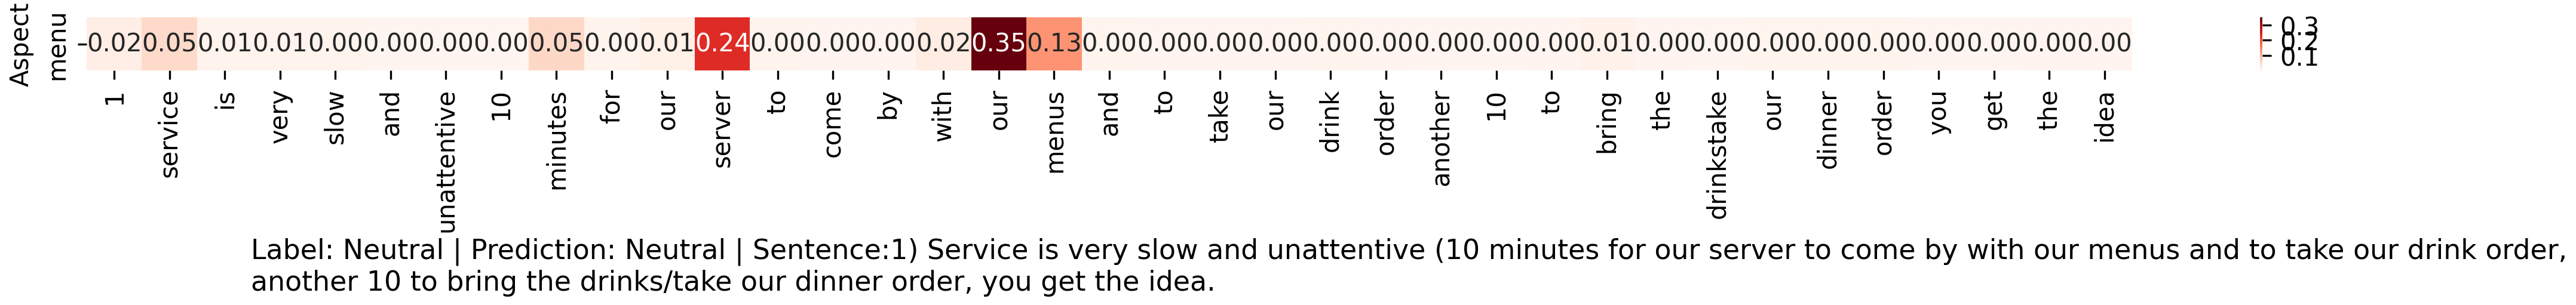 Aspect
menu
0.02 0.05 0.01 0.01 0.00 0.00 0.00 0.00 0.05 0.00 0.01 0.24 0.00 0.00 0.00 0.02 0.35 0.13 0.00 0.00 0.00 0.00 0.00 0.00 0.00 0.00 0.00 0.01 0.00 0.00 0.00 0.00 0.00 0.00 0.00 0.00 0.00
1 service is very slow and unattentive 10 minutes for our server to come by with our menus and to take our drink order another 10 to bring the drinkstake our dinner order you get the idea
0.3
0.2
0.1
Label: Neutral | Prediction: Neutral | Sentence:1) Service is very slow and unattentive (10 minutes for our server to come by with our menus and to take our drink order,
another 10 to bring the drinks/take our dinner order, you get the idea.